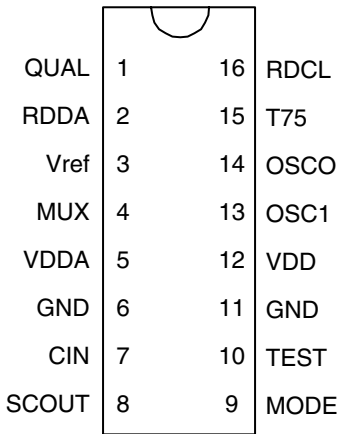 QUAL 1 16 RDCL
RDDA 2 15 T75
Vref 3 14 OSCO
MUX 4 13 OSC1
VDDA 5 12 VDD
GND 6 11 GND
CIN 7 10 TEST
SCOUT 8 9 MODE